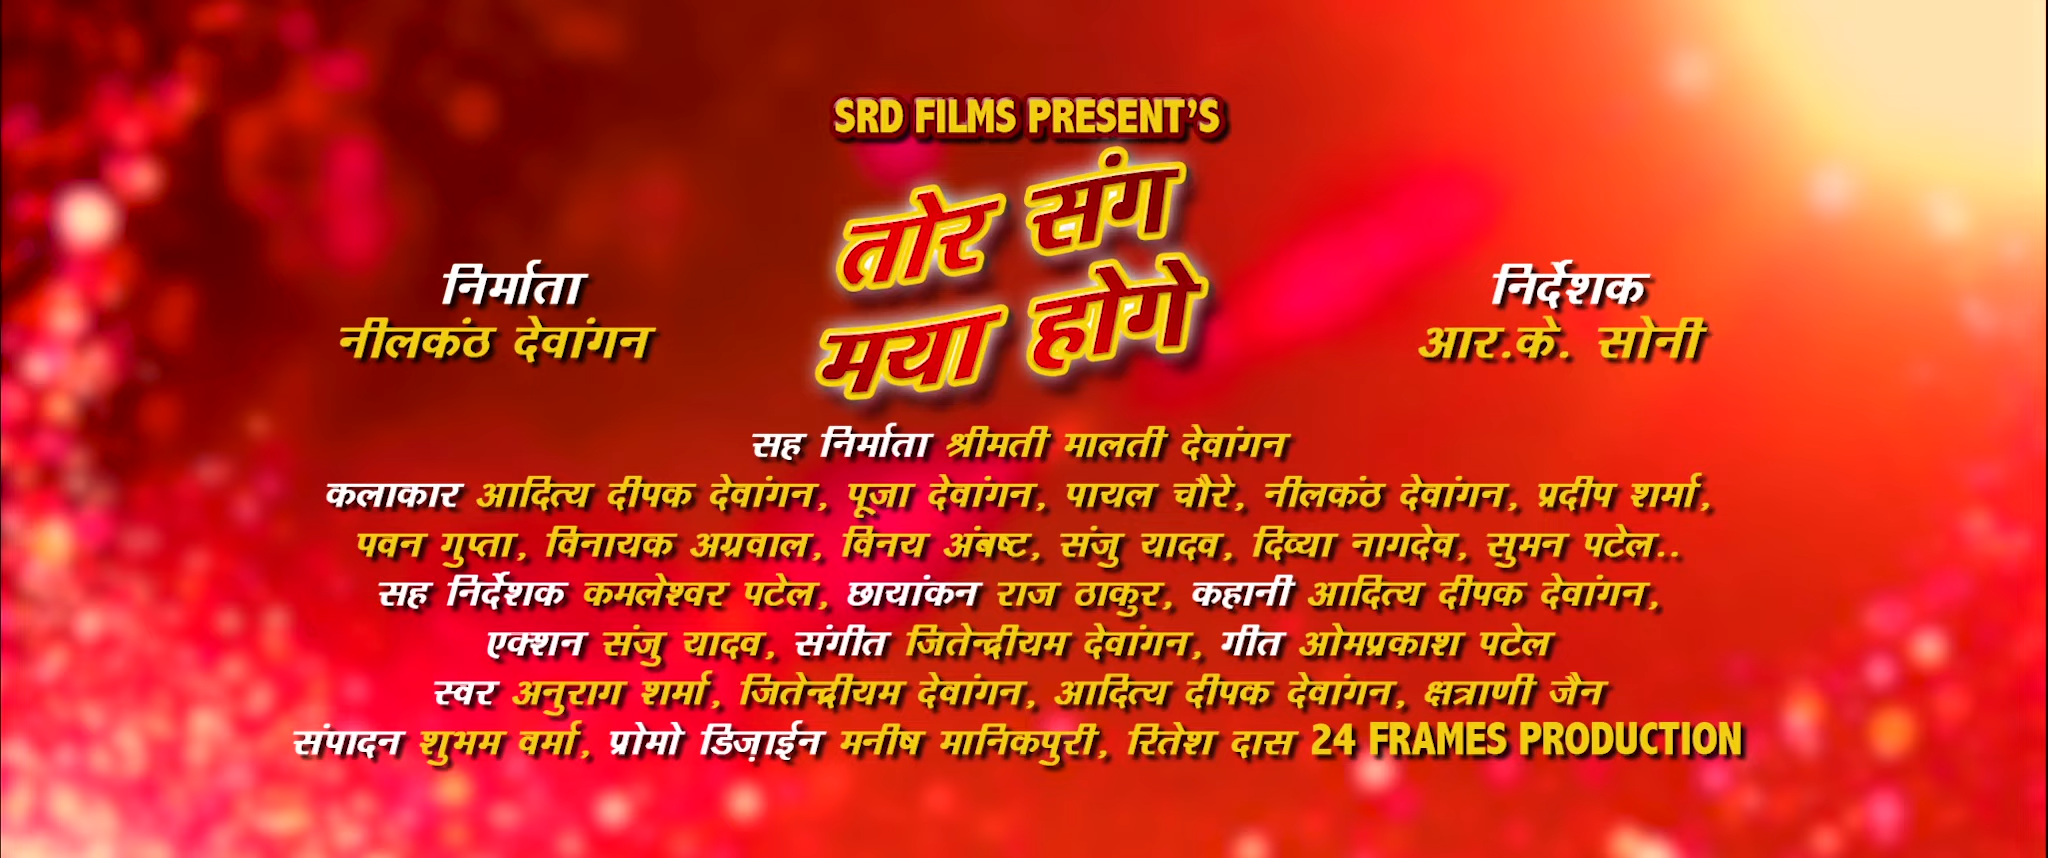 SRD FILMS PRESENT'S
तोर संग
मया होगे
निर्माता
नीलकंठ देवांगन
निर्देशक
आर.के. सोनी
सह निर्माता श्रीमती मालती देवांगन
कलाकार आदित्य दीपक देवांगन, पूजा देवांगन, पायल चौरे, नीलकंठ देवांगन, प्रदीप शर्मा,
पवन गुप्ता, विनायक अग्रवाल, विनय अंबष्ट, संजु यादव, दिव्या नागदेव, सुमन पटेल..
सह निर्देशक कमलेश्वर पटेल, छायांकन राज ठाकुर, कहानी आदित्य दीपक देवांगन,
एक्शन संजु यादव, संगीत जितेन्द्रीयम देवांगन, गीत ओमप्रकाश पटेल
स्वर अनुराग शर्मा, जितेन्द्रीयम देवांगन, आदित्य दीपक देवांगन, क्षत्राणी जैन
संपादन शुभम वर्मा, प्रोमो डिज़ाईन मनीष मानिकपुरी, रितेश दास 24 FRAMES PRODUCTION